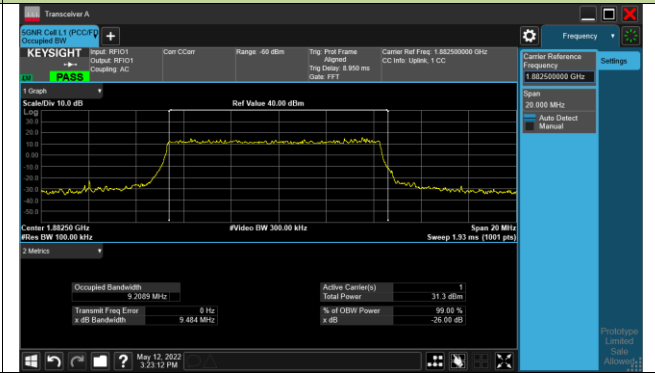 Transceiver A
5GNR Cell L1 (PCC/F
Occupied BW
Frequency
KEYSIGHT
Input: RFIO1
Output: RFIO1
Coupling: AC
Corr CCorr
Range -60 dBm
Trig: Prot Frame
Aligned
Trig Delay: 8.950 ms
Gate: FFT
Carrier Ref Freq: 1.882500000 GHz
CC Info: Uplink, 1 CC
PASS
Carrier Reference
Frequency
1.882500000 GHz
Settings
Span
20.000 MHz
Auto Detect
Manual
1 Graph
Scale/Div 10.0 dB
Ref Value 40.00 dBm
Log
30.0
20.0
10.0
0.00
-10.0
-20.0
-30.0
-40.0
-50.0
Center 1.88250 GHz
#Video BW 300.00 kHz
Span 20 MHz
#Res BW 100.00 kHz
Sweep 1.93 ms (1001 pts)
2 Metrics
Occupied Bandwidth
9.2089 MHz
Active Carrier(s) 1
Total Power 31.3 dBm
Transmit Freq Error 0 Hz
x dB Bandwidth 9.484 MHz
% of OBW Power 99.00 %
x dB -26.00 dB
May 12, 2022
3:23:12 PM
Prototype
Limited
Sale
Allowed